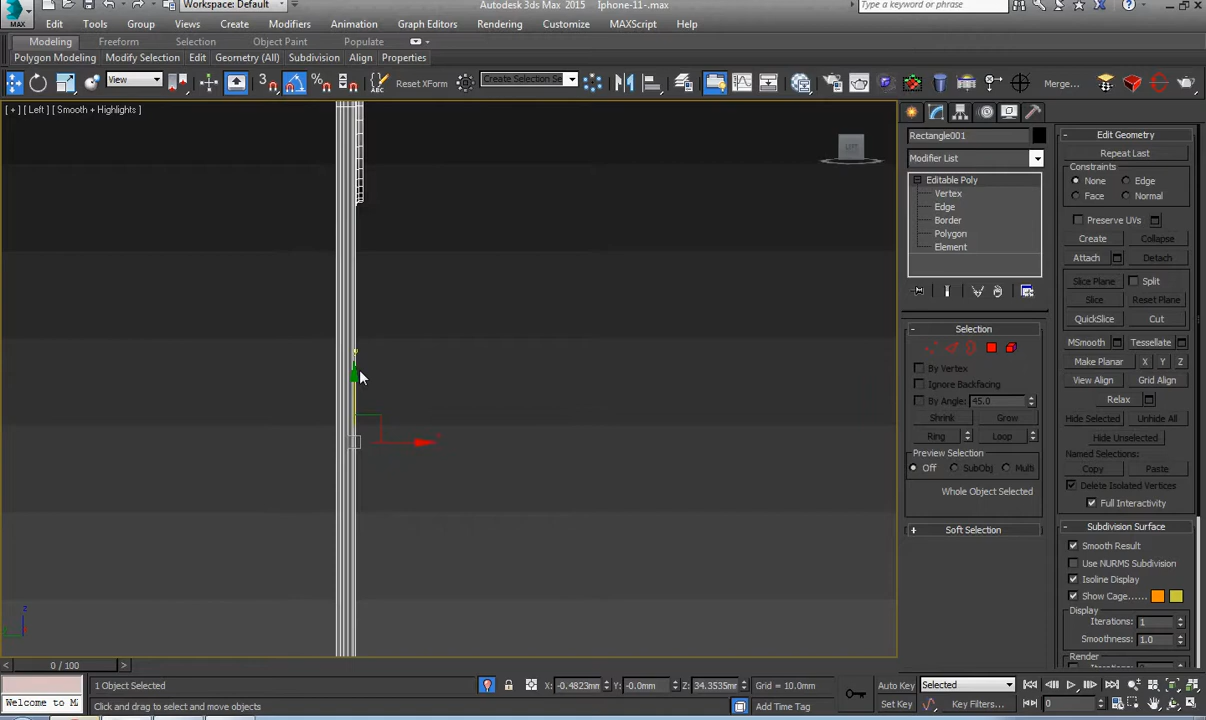 Workspace: Default
Autodesk 3ds Max 2015
Iphone-11-.max
Type a keyword or phrase
MAX
Edit
Tools
Group
Views
Create
Modifiers
Animation
Graph Editors
Rendering
Customize
MAXScript
Help
Modeling
Freeform
Selection
Object Paint
Populate
Polygon Modeling
Modify Selection
Edit
Geometry (All)
Subdivision
Align
Properties
View
3
Reset XForm
Create Selection Se
Merge...
[ + ] [ Left ] [ Smooth + Highlights ]
Rectangle001
Modifier List
Editable Poly
Vertex
Edge
Border
Polygon
Element
Selection
By Vertex
Ignore Backfacing
By Angle: 45.0
Shrink
Grow
Ring
Loop
Preview Selection
Off
SubObj
Multi
Whole Object Selected
Soft Selection
Edit Geometry
Repeat Last
Constraints
None
Edge
Face
Normal
Preserve UVs
Create
Collapse
Attach
Detach
Slice Plane
Split
Slice
Reset Plane
QuickSlice
Cut
MSmooth
Tessellate
Make Planar
X
Y
Z
View Align
Grid Align
Relax
Hide Selected
Unhide All
Hide Unselected
Named Selections:
Copy
Paste
Delete Isolated Vertices
Full Interactivity
Subdivision Surface
Smooth Result
Use NURMS Subdivision
Isoline Display
Show Cage......
Display
Iterations: 1
Smoothness: 1.0
Render
z
0 / 100
1 Object Selected
X: -0.4823mm
Y: -0.0mm
Z: 34.3535mm
Grid = 10.0mm
Auto Key
Selected
Welcome to M
Click and drag to select and move objects
Add Time Tag
Set Key
Key Filters...
0